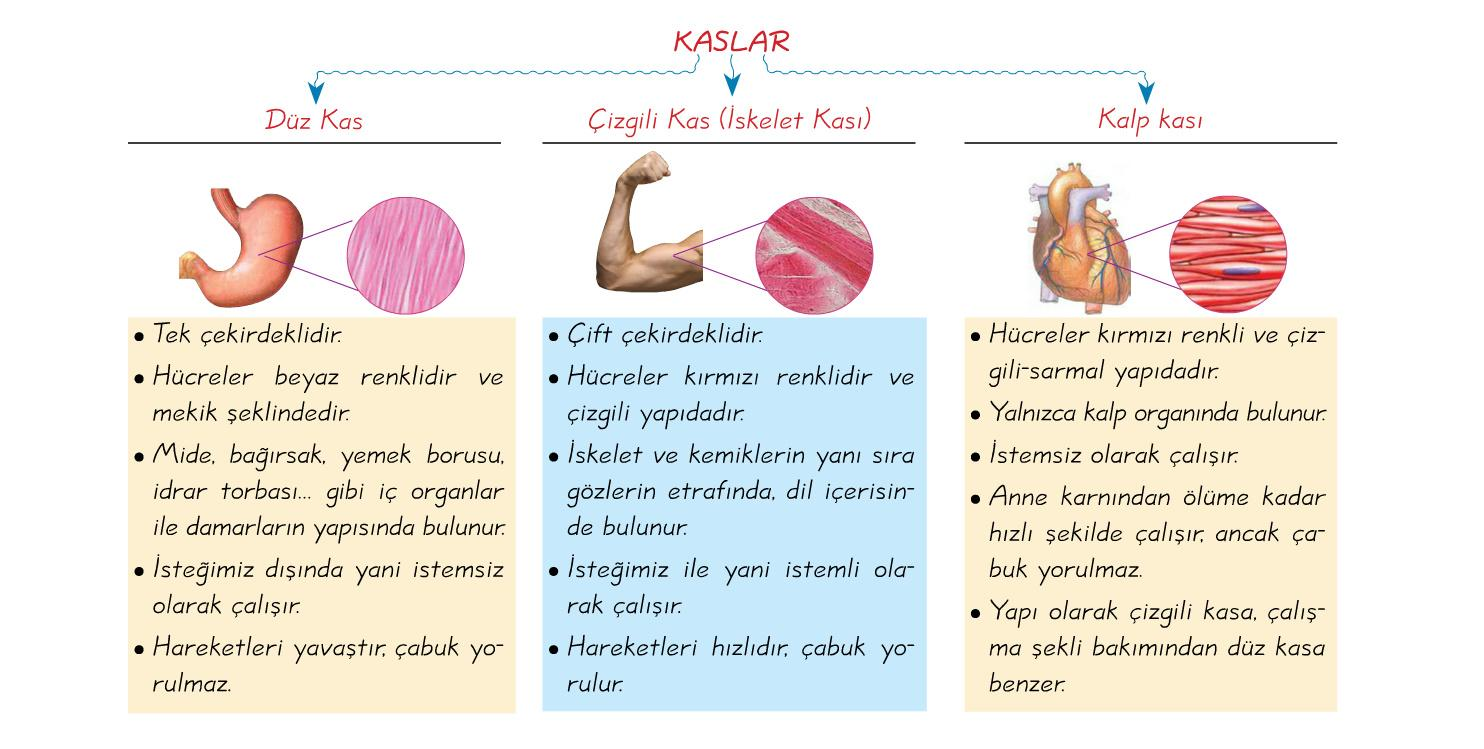 KASLAR
Düz Kas
• Tek çekirdeklidir.
• Hücreler beyaz renklidir ve
mekik şeklindedir.
• Mide, bağırsak, yemek borusu,
idrar torbası... gibi iç organlar
ile damarların yapısında bulunur.
• İsteğimiz dışında yani istemsiz
olarak çalışır.
• Hareketleri yavaştır, çabuk yo-
rulmaz.
Çizgili Kas (İskelet Kası)
• Çift çekirdeklidir.
• Hücreler kırmızı renklidir ve
çizgili yapıdadır.
• İskelet ve kemiklerin yanı sıra
gözlerin etrafında, dil içerisin-
de bulunur.
• İsteğimiz ile yani istemli ola-
rak çalışır.
• Hareketleri hızlıdır, çabuk yo-
rulur.
Kalp kası
• Hücreler kırmızı renkli ve çiz-
gili-sarmal yapıdadır.
• Yalnızca kalp organında bulunur.
• İstemsiz olarak çalışır.
• Anne karnından ölüme kadar
hızlı şekilde çalışır, ancak ça-
buk yorulmaz.
• Yapı olarak çizgili kasa, çalış-
ma şekli bakımından düz kasa
benzer.